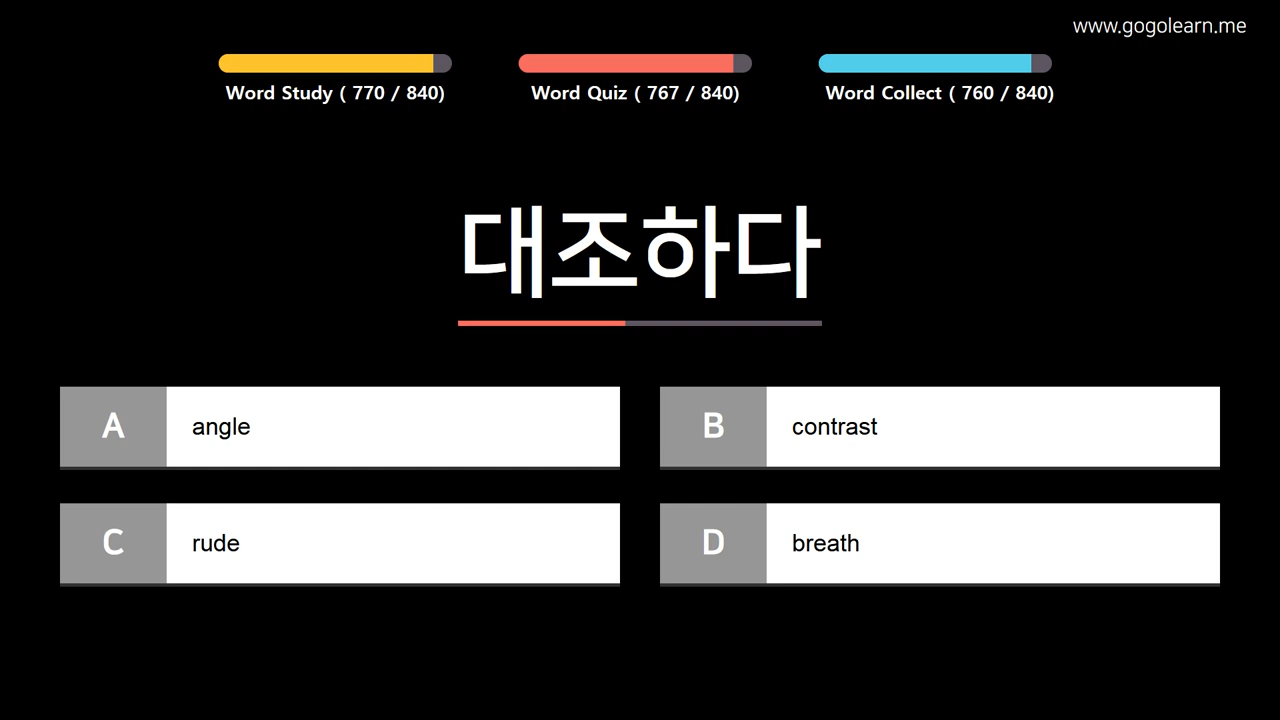 www.gogolearn.me
Word Study ( 770 / 840)
Word Quiz ( 767 / 840)
Word Collect ( 760 / 840)
대조하다
A angle
B contrast
C rude
D breath